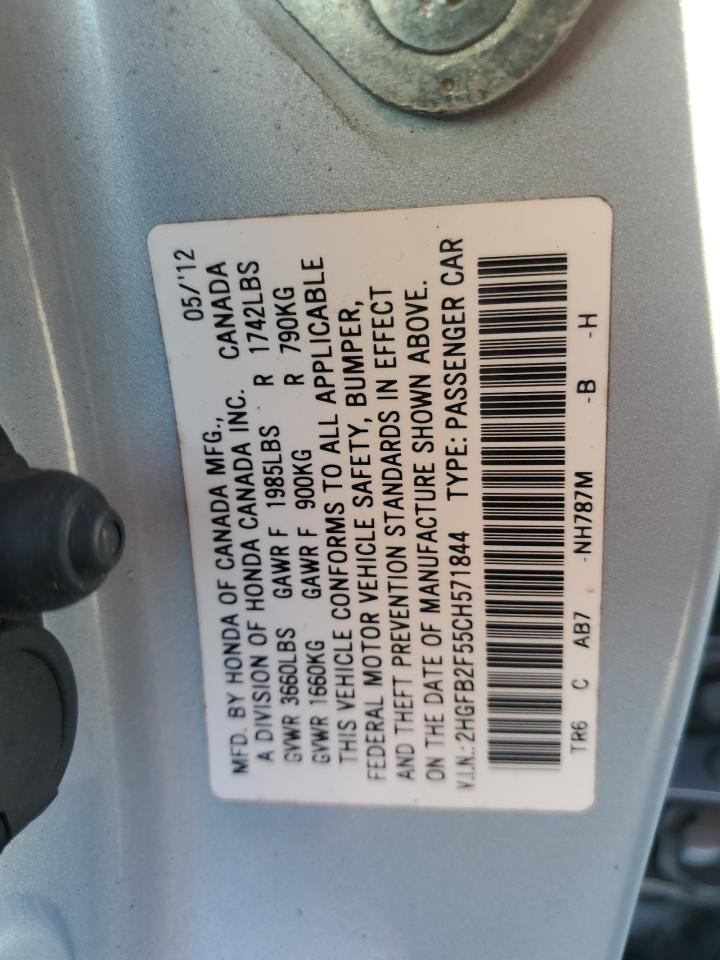 MFD. BY HONDA OF CANADA MFG., 05/'12
A DIVISION OF HONDA CANADA INC. CANADA
GVWR 3660LBS GAWR F 1985LBS R 1742LBS
GVWR 1660KG GAWR F 900KG R 790KG
THIS VEHICLE CONFORMS TO ALL APPLICABLE
FEDERAL MOTOR VEHICLE SAFETY, BUMPER,
AND THEFT PREVENTION STANDARDS IN EFFECT
ON THE DATE OF MANUFACTURE SHOWN ABOVE.
V.I.N.: 2HGFB2F55CH571844 TYPE: PASSENGER CAR
TR6 C AB7 -NH787M -B -H